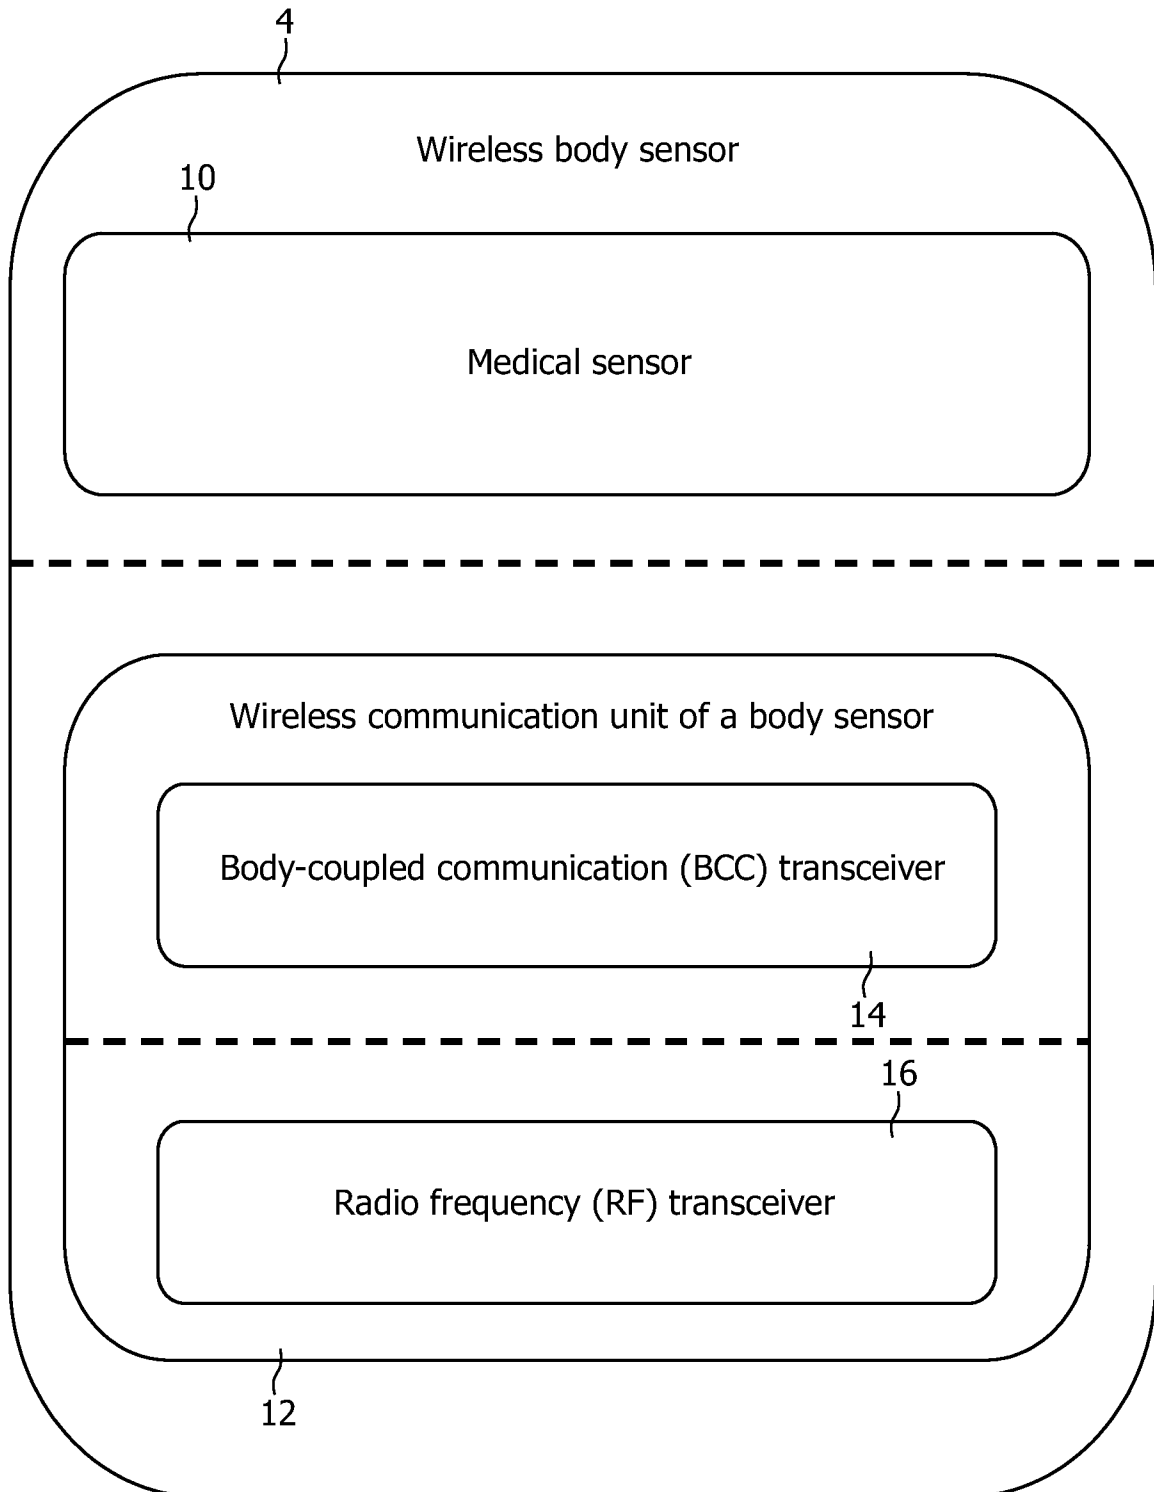 4
Wireless body sensor
10
Medical sensor
Wireless communication unit of a body sensor
Body-coupled communication (BCC) transceiver
14
16
Radio frequency (RF) transceiver
12